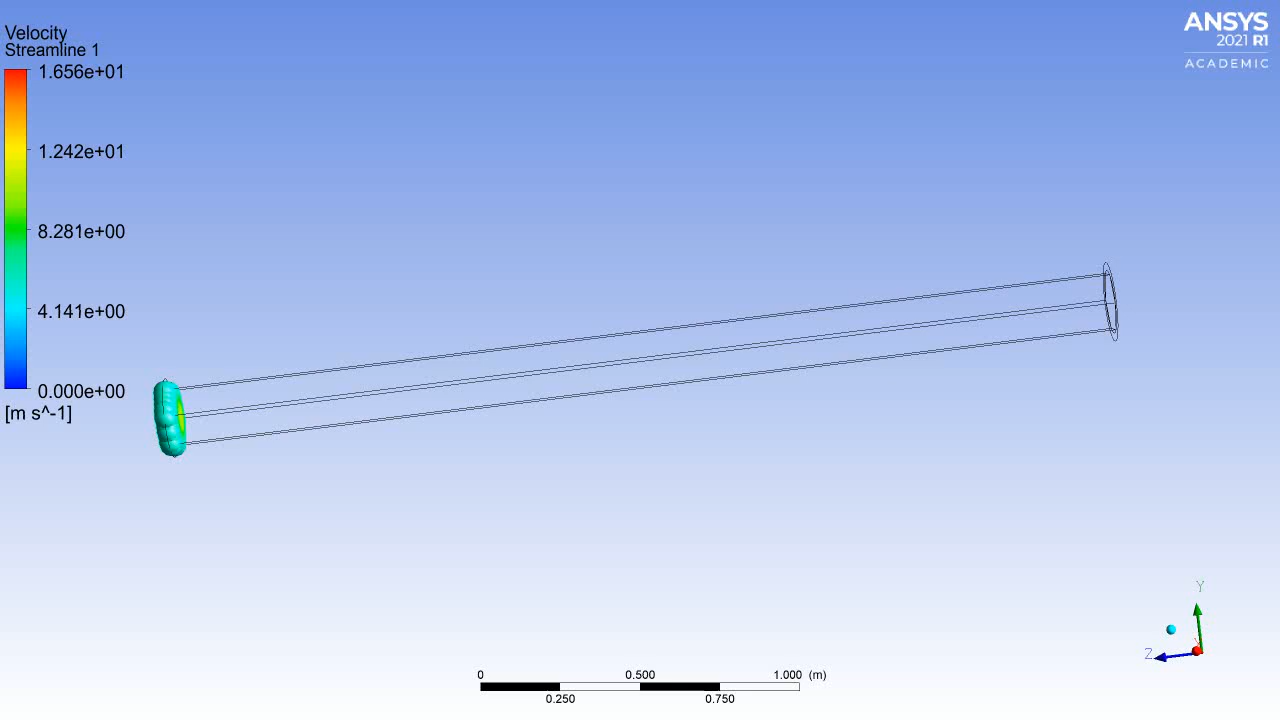 Velocity
Streamline 1
1.656e+01
1.242e+01
8.281e+00
4.141e+00
0.000e+00
[m s^-1]
ANSYS
2021 R1
ACADEMIC
Y
Z
0 0.500 1.000 (m)
0.250 0.750